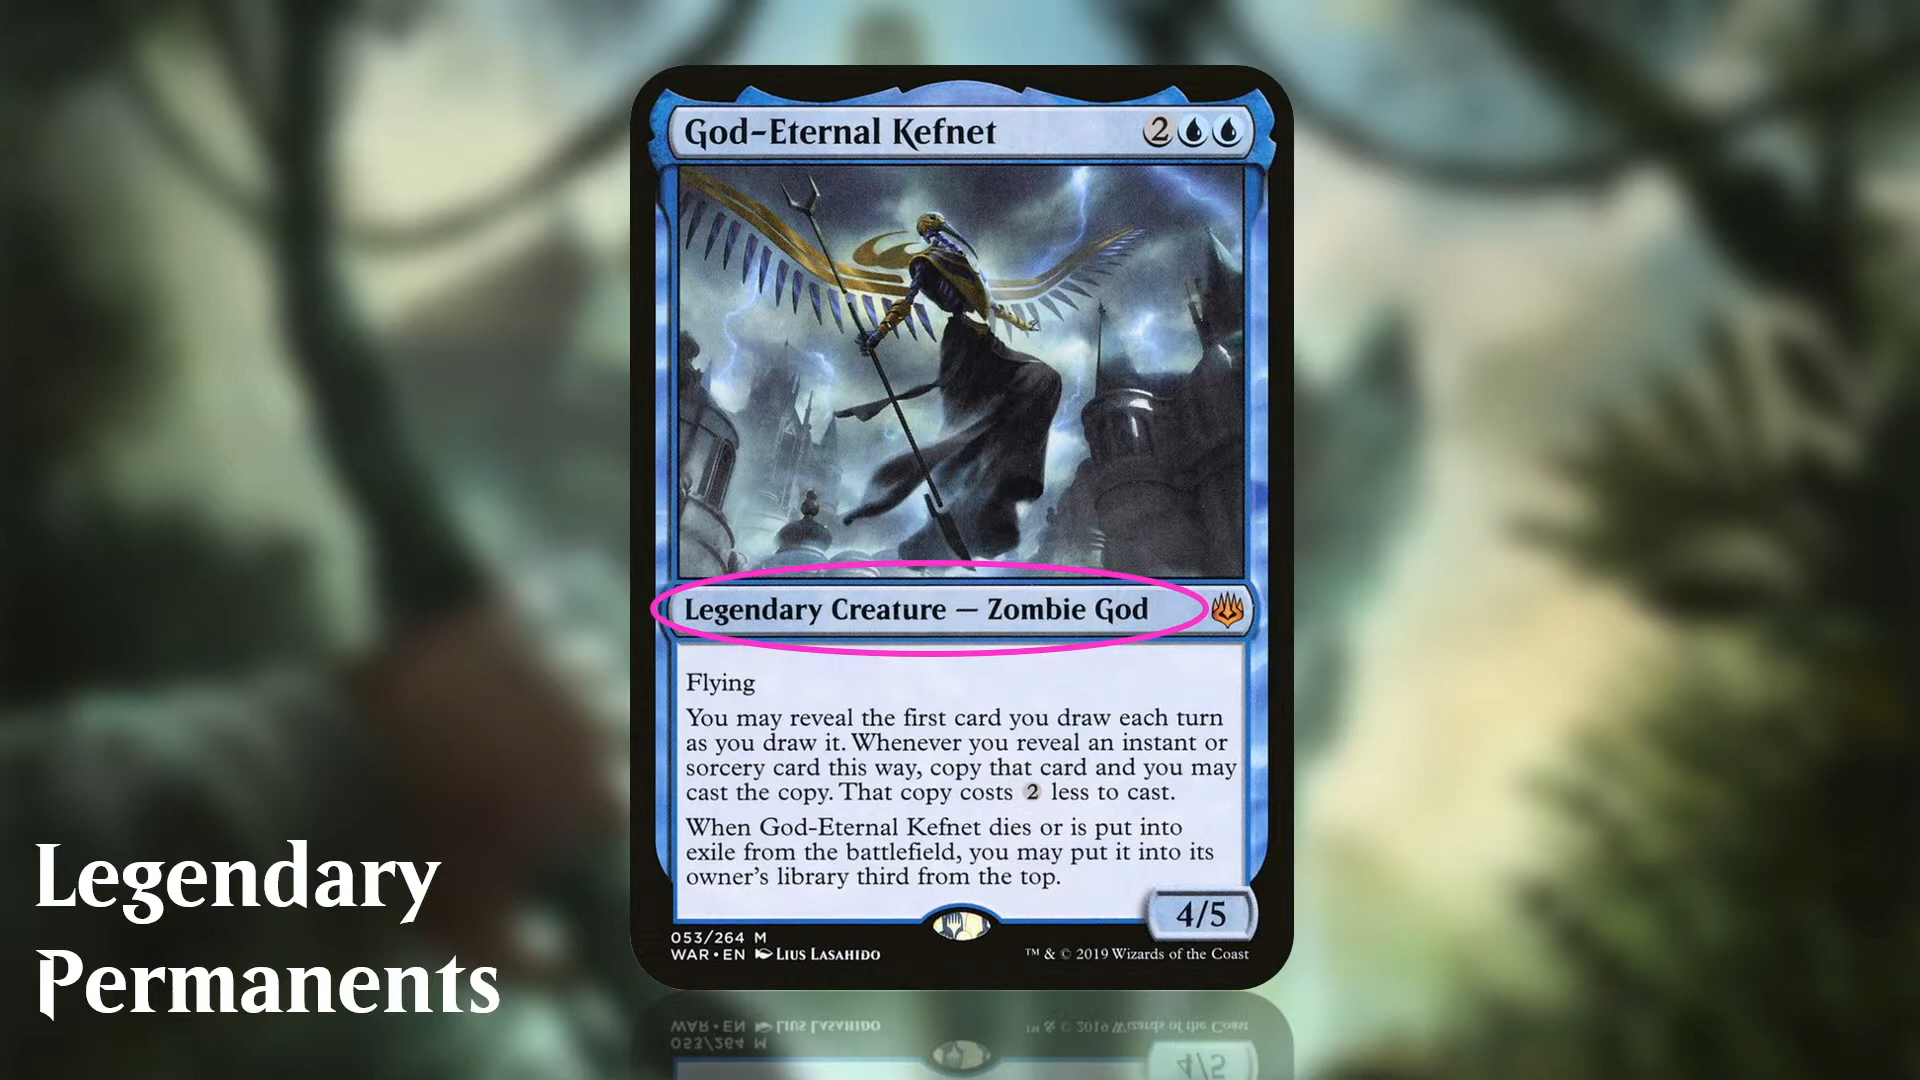 God-Eternal Kefnet 2
Legendary Creature — Zombie God
Flying
You may reveal the first card you draw each turn
as you draw it. Whenever you reveal an instant or
sorcery card this way, copy that card and you may
cast the copy. That copy costs 2 less to cast.
When God-Eternal Kefnet dies or is put into
exile from the battlefield, you may put it into its
owner's library third from the top.
4/5
053/264 M
WAR • EN Lius Lasahido
™ & © 2019 Wizards of the Coast
Legendary
Permanents